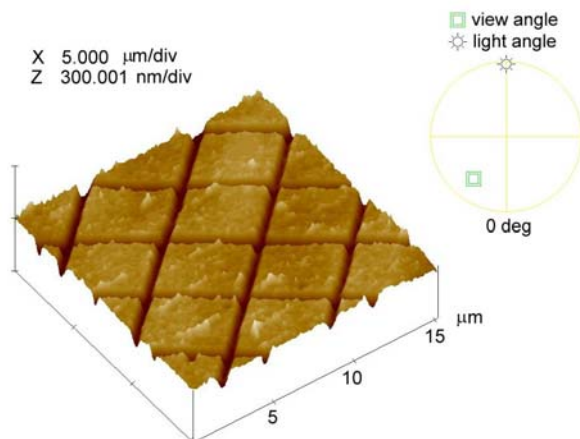 view angle
light angle
X 5.000 μm/div
Z 300.001 nm/div
0 deg
μm
15
10
5